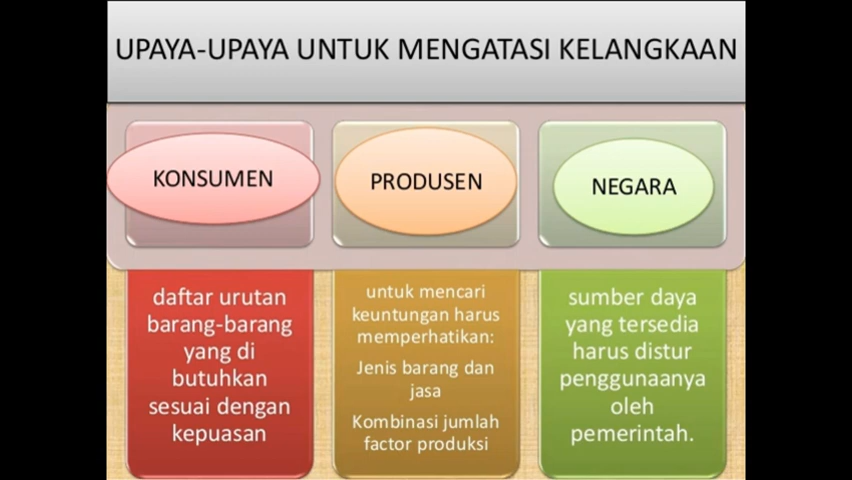 UPAYA-UPAYA UNTUK MENGATASI KELANGKAAN
KONSUMEN
daftar urutan
barang-barang
yang di
butuhkan
sesuai dengan
kepuasan
PRODUSEN
untuk mencari
keuntungan harus
memperhatikan:
Jenis barang dan
jasa
Kombinasi jumlah
factor produksi
NEGARA
sumber daya
yang tersedia
harus distur
penggunaanya
oleh
pemerintah.